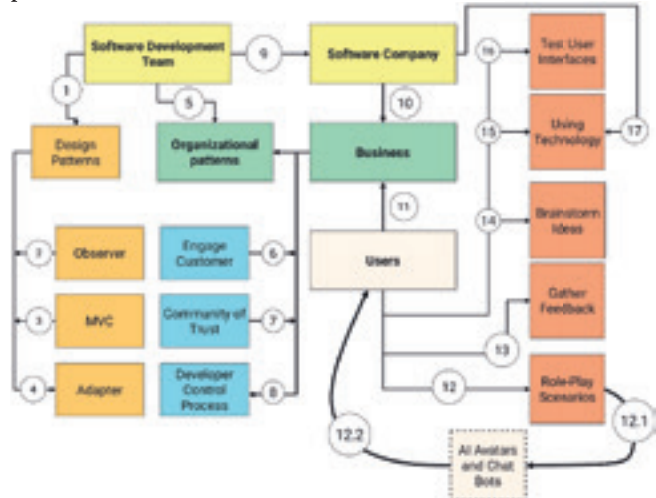 Software Development
Team
9
Software Company
16
Test User
Interfaces
1
5
10
15
Using
Technology
17
Design
Patterns
Organizational
patterns
Business
11
14
Brainstorm
Ideas
2
Observer
Engage
Customer
6
Users
Gather
Feedback
13
3
MVC
Community of
Trust
7
4
Adapter
Developer
Control
Process
8
12
Role-Play
Scenarios
12.1
12.2
AI Avatars
and Chat
Bots